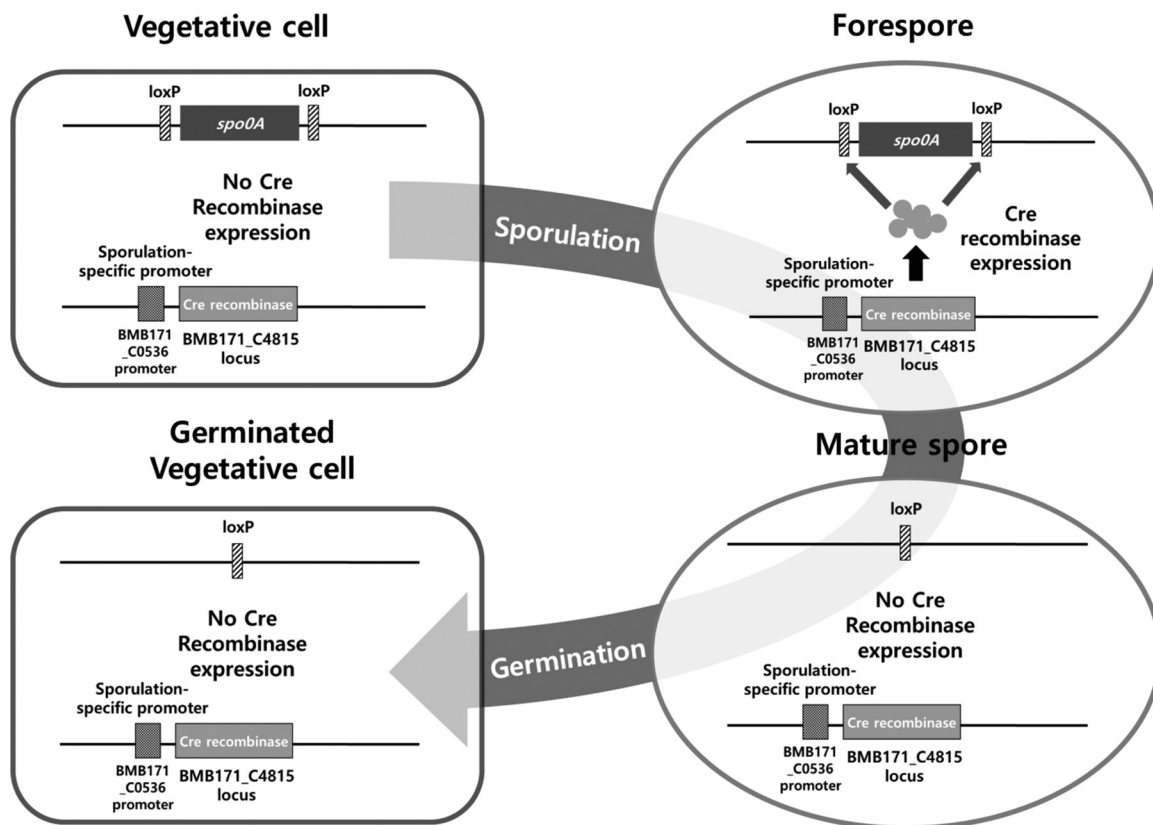 Vegetative cell
loxP
loxP
spo0A
No Cre
Recombinase
expression
Sporulation-
specific promoter
Cre recombinase
BMB171
_C0536
promoter
BMB171_C4815
locus
Sporulation
Forespore
loxP
loxP
spo0A
Cre
recombinase
expression
Sporulation-
specific promoter
Cre recombinase
BMB171
_C0536
promoter
BMB171_C4815
locus
Germinated
Vegetative cell
loxP
No Cre
Recombinase
expression
Sporulation-
specific promoter
Cre recombinase
BMB171
_C0536
promoter
BMB171_C4815
locus
Germination
Mature spore
loxP
No Cre
Recombinase
expression
Sporulation-
specific promoter
Cre recombinase
BMB171
_C0536
promoter
BMB171_C4815
locus